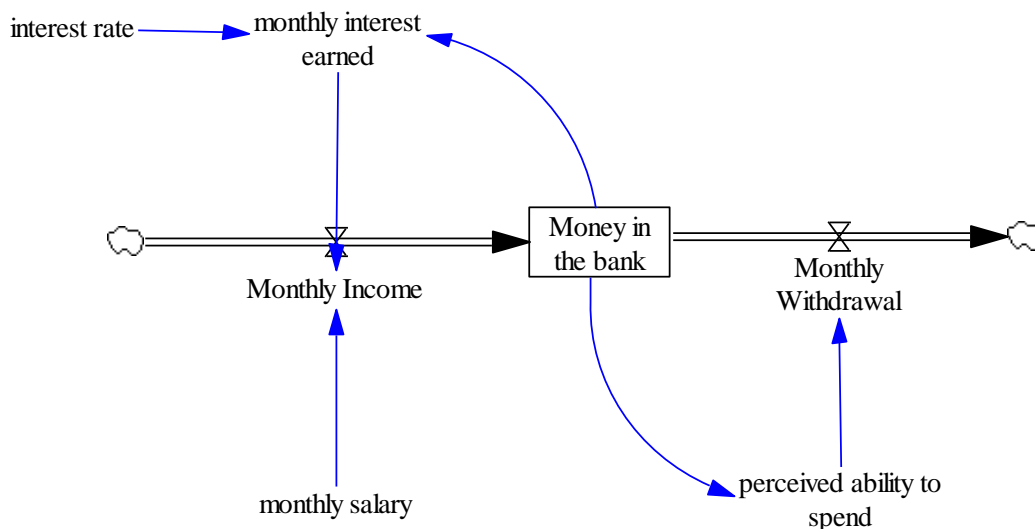 interest rate
monthly interest
earned
Money in
the bank
Monthly Income
Monthly
Withdrawal
monthly salary
perceived ability to
spend